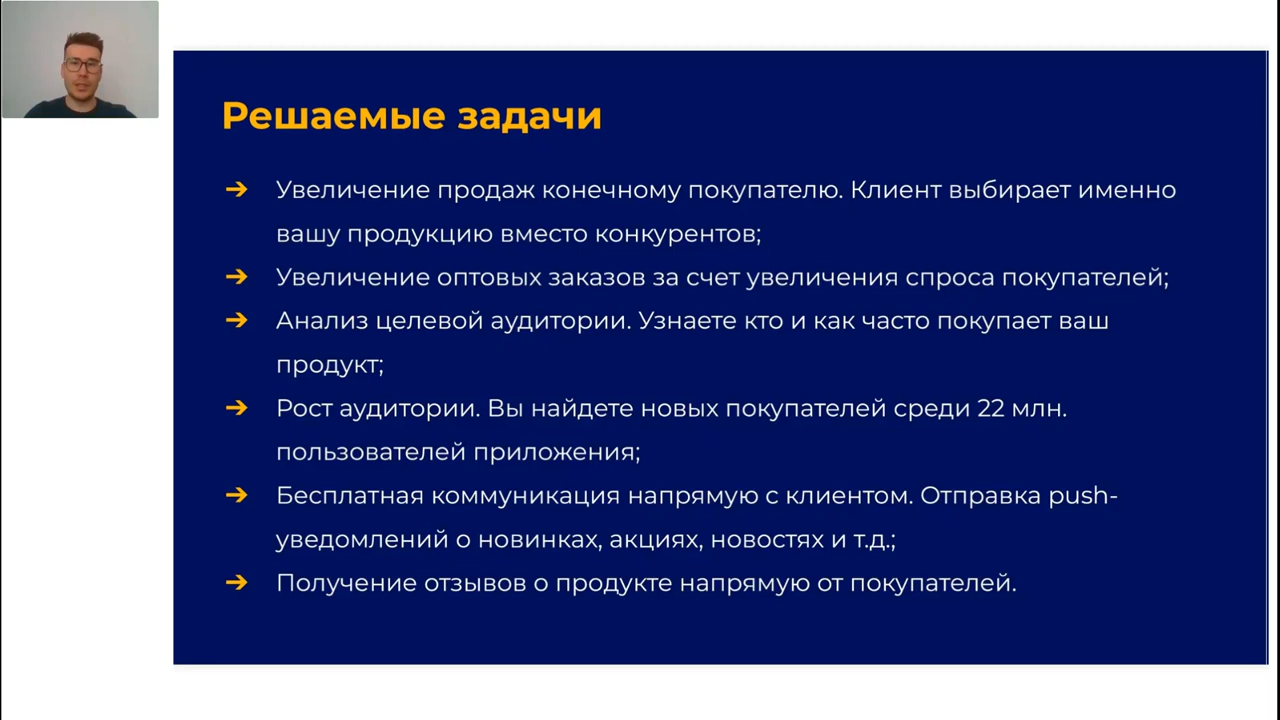 Решаемые задачи
➔ Увеличение продаж конечному покупателю. Клиент выбирает именно
вашу продукцию вместо конкурентов;
➔ Увеличение оптовых заказов за счет увеличения спроса покупателей;
➔ Анализ целевой аудитории. Узнаете кто и как часто покупает ваш
продукт;
➔ Рост аудитории. Вы найдете новых покупателей среди 22 млн.
пользователей приложения;
➔ Бесплатная коммуникация напрямую с клиентом. Отправка push-
уведомлений о новинках, акциях, новостях и т.д.;
➔ Получение отзывов о продукте напрямую от покупателей.